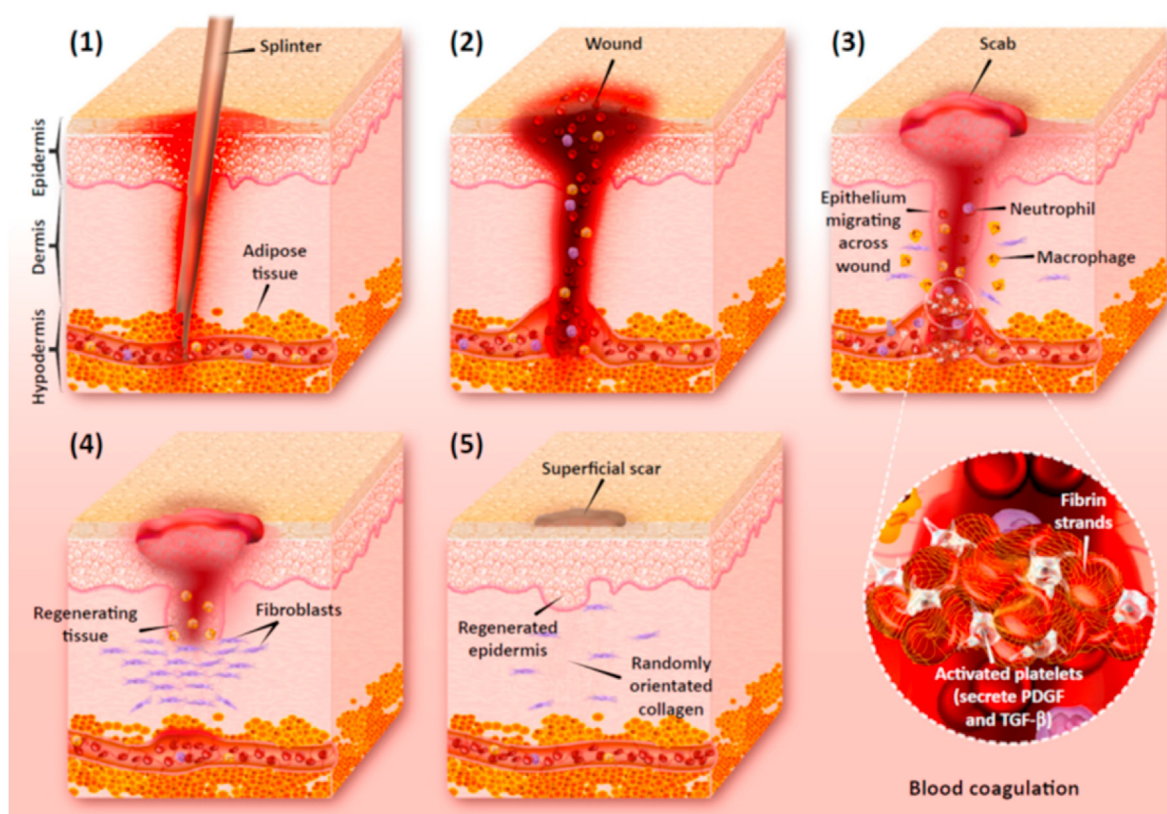 (1)
Splinter
Epidermis
Dermis
Hypodermis
Adipose
tissue
(2)
Wound
(3)
Scab
Epithelium
migrating
across
wound
Neutrophil
Macrophage
(4)
Regenerating
tissue
Fibroblasts
(5)
Superficial scar
Regenerated
epidermis
Randomly
orientated
collagen
Fibrin
strands
Activated platelets
(secrete PDGF
and TGF-β)
Blood coagulation